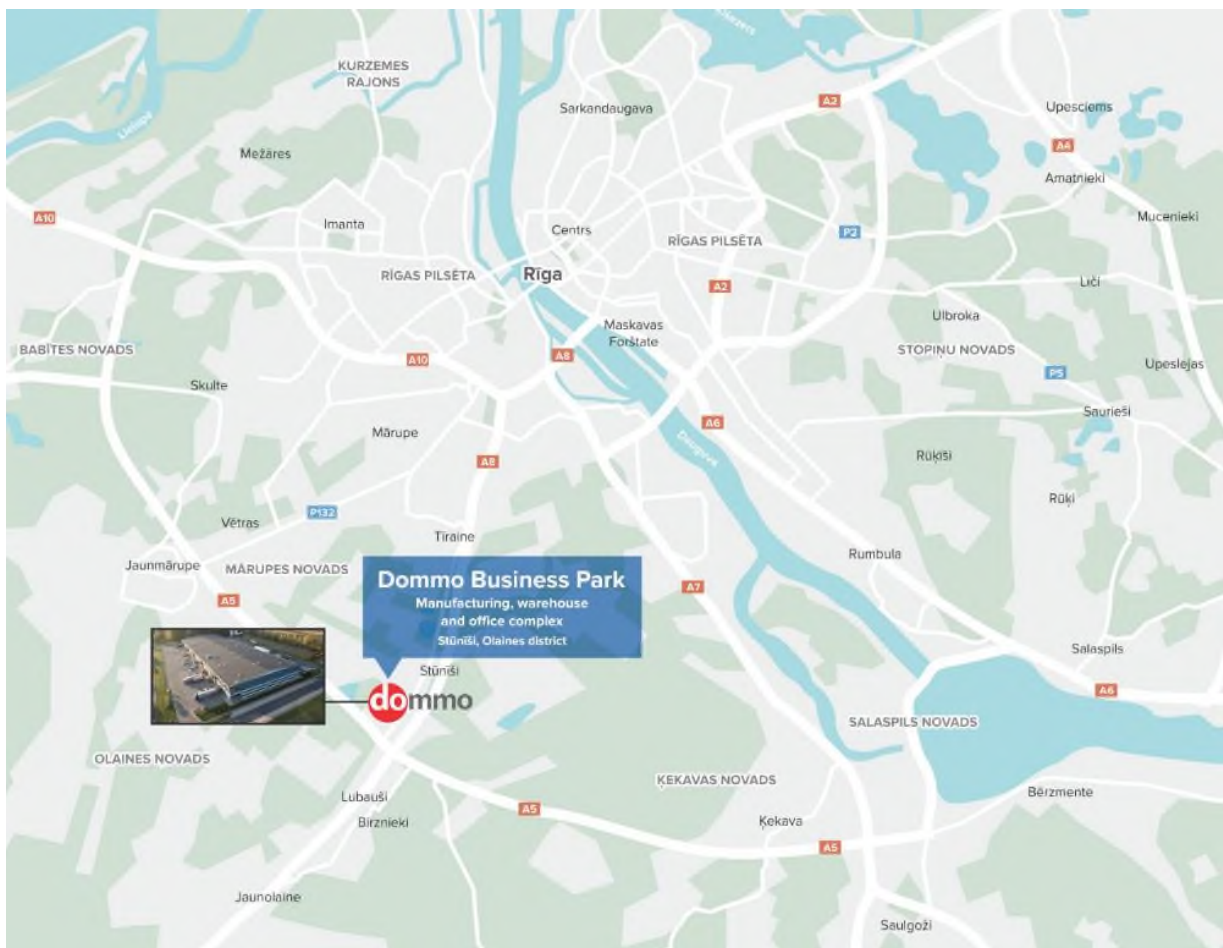 KURZEMES
RAJONS
Sarkandaugava
A2
Upesciems
Lielupe
Mežāres
A4
Amatnieki
A10
Imanta
Centrs
P2
Mucenieki
RĪGAS PILSĒTA
RĪGAS PILSĒTA
Rīga
A2
Līči
Ulbroka
Maskavas
Forštate
BABĪTES NOVADS
A10
A8
STOPIŅU NOVADS
Upeslejas
Skulte
P5
Saurieši
Mārupe
A6
Daugava
A8
Rūķīši
Rūķi
P132
Vētras
Tīraine
Rumbula
Jaunmārupe
MĀRUPES NOVADS
A5
Dommo Business Park
Manufacturing, warehouse
and office complex
Stūnīši, Olaines district
A7
Salaspils
Stūnīši
A6
dommo
SALASPILS NOVADS
OLAINES NOVADS
ĶEKAVAS NOVADS
Lubauši
Bērzmente
A5
Birznieki
Ķekava
A5
Jaunolaine
Saulgoži